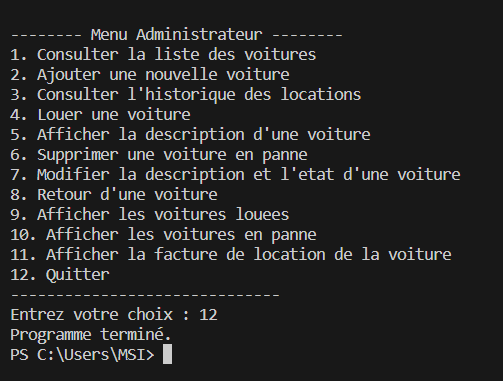 -------- Menu Administrateur --------
1. Consulter la liste des voitures
2. Ajouter une nouvelle voiture
3. Consulter l'historique des locations
4. Louer une voiture
5. Afficher la description d'une voiture
6. Supprimer une voiture en panne
7. Modifier la description et l'etat d'une voiture
8. Retour d'une voiture
9. Afficher les voitures louees
10. Afficher les voitures en panne
11. Afficher la facture de location de la voiture
12. Quitter
------------------------------
Entrez votre choix : 12
Programme terminé.
PS C:\Users\MSI>